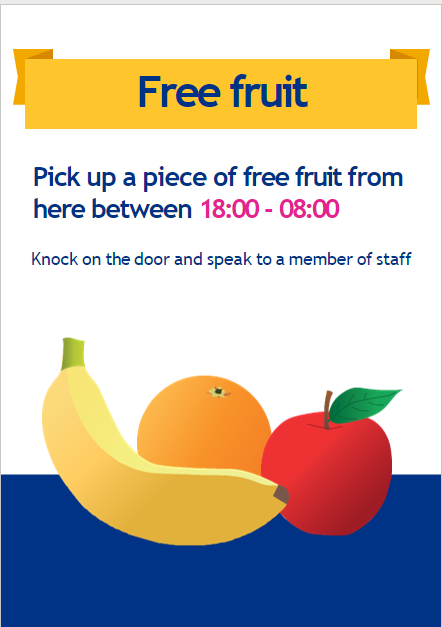 Free fruit
Pick up a piece of free fruit from
here between 18:00 - 08:00
Knock on the door and speak to a member of staff